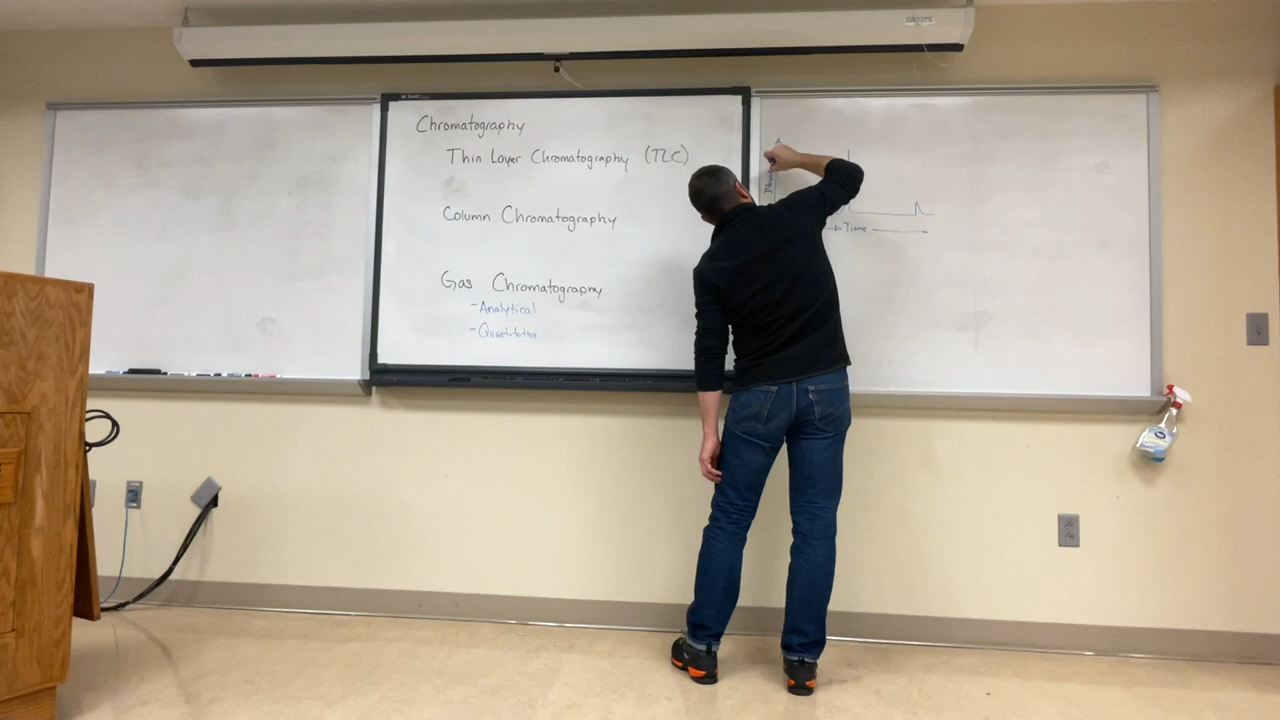 Chromatography
Thin Layer Chromatography (TLC)
Column Chromatography
Gas Chromatography
- Analytical
- Quantitative
Time